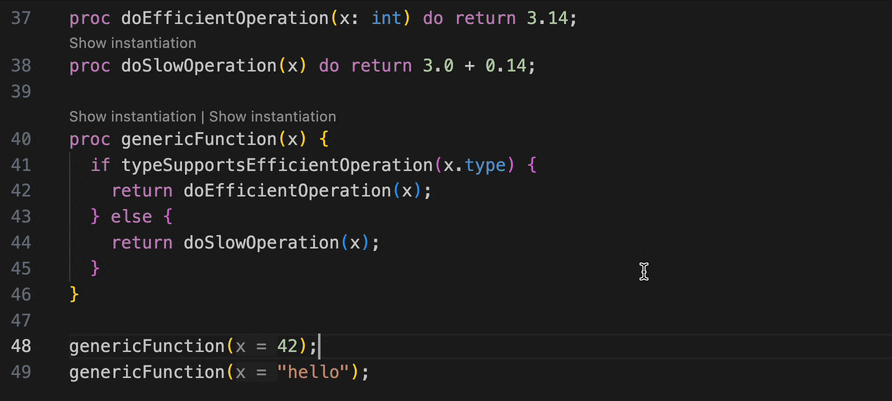 37 proc doEfficientOperation(x: int) do return 3.14;
Show instantiation
38 proc doSlowOperation(x) do return 3.0 + 0.14;
39
Show instantiation | Show instantiation
40 proc genericFunction(x) {
41   if typeSupportsEfficientOperation(x.type) {
42     return doEfficientOperation(x);
43   } else {
44     return doSlowOperation(x);
45   }
46 }
47
48 genericFunction(x = 42);
49 genericFunction(x = "hello");